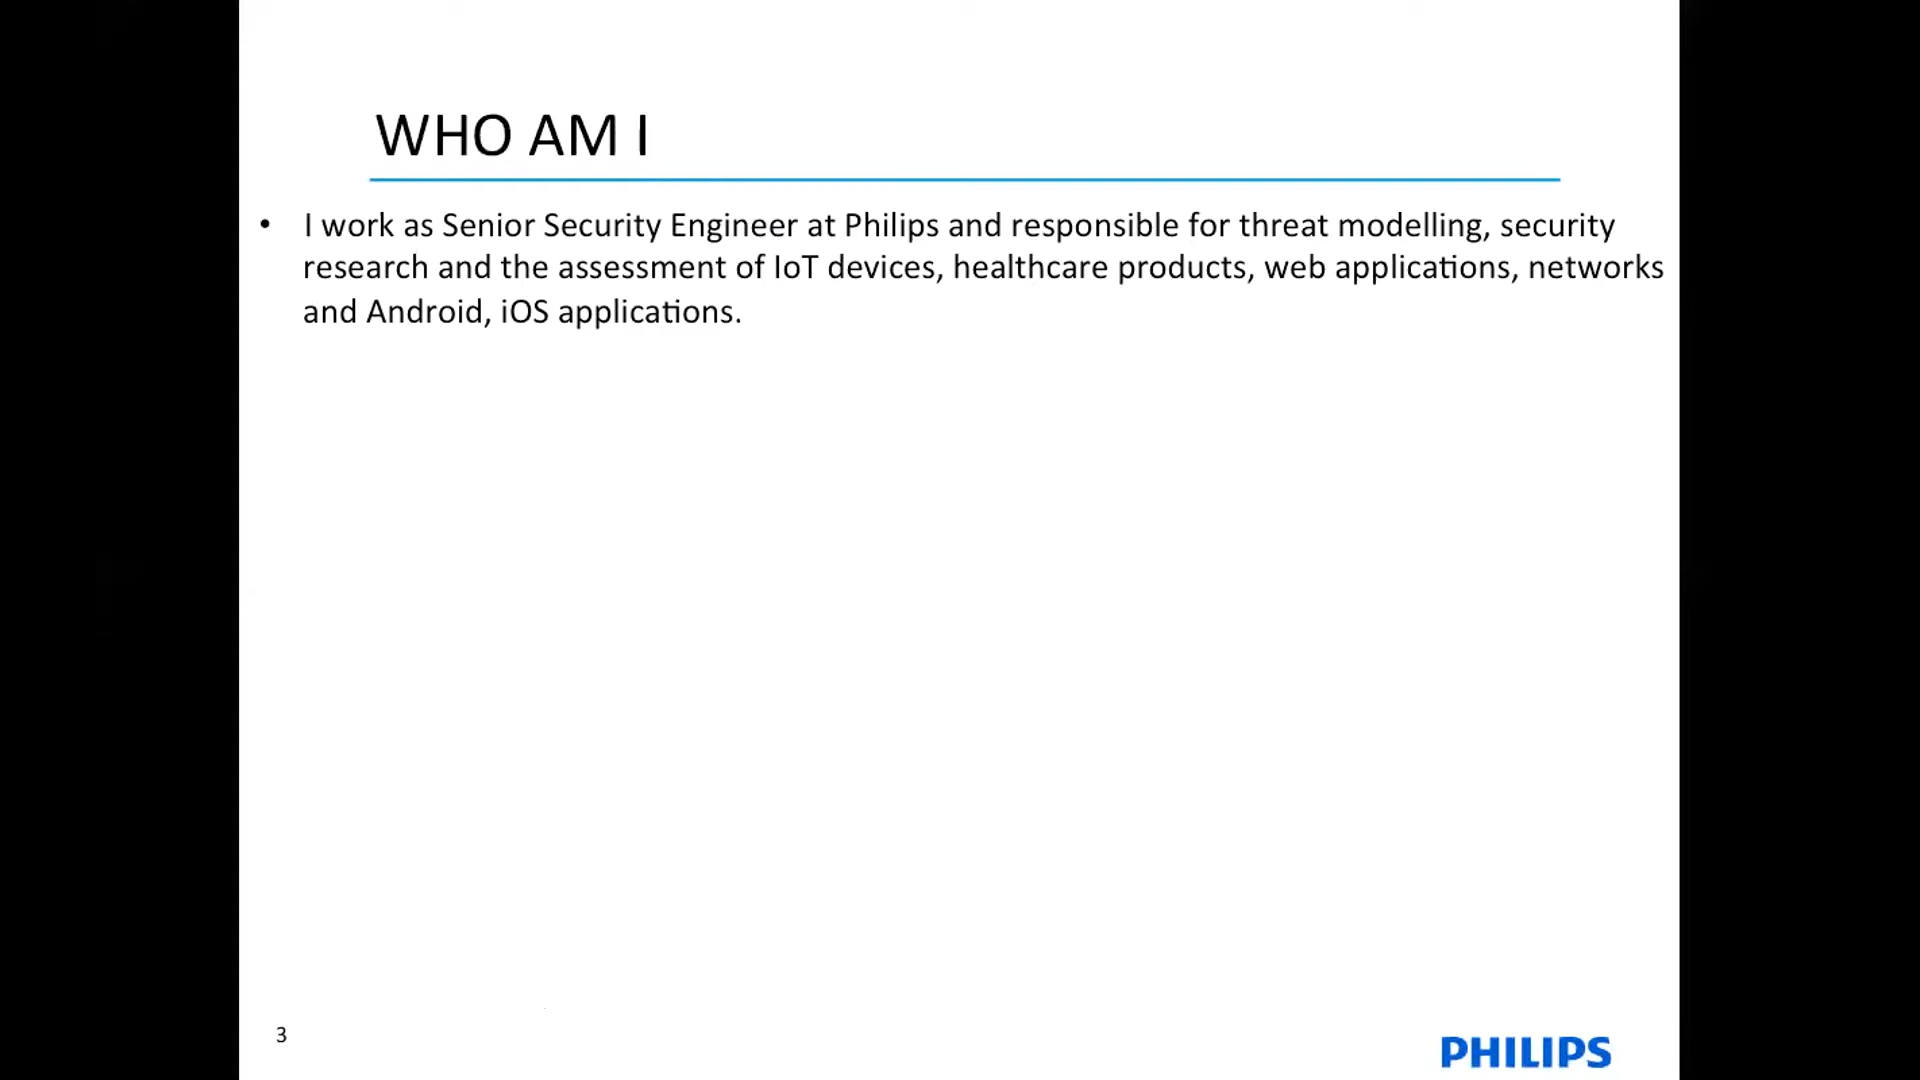 WHO AM I
• I work as Senior Security Engineer at Philips and responsible for threat modelling, security
research and the assessment of IoT devices, healthcare products, web applications, networks
and Android, iOS applications.
3
PHILIPS